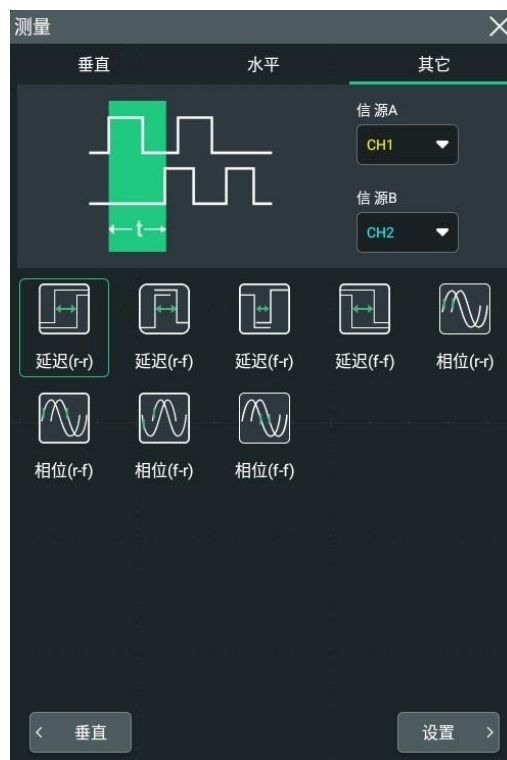 测量
垂直 水平 其它
信源A
CH1
信源B
CH2
t
延迟(r-r) 延迟(r-f) 延迟(f-r) 延迟(f-f) 相位(r-r)
相位(r-f) 相位(f-r) 相位(f-f)
< 垂直 设置 >